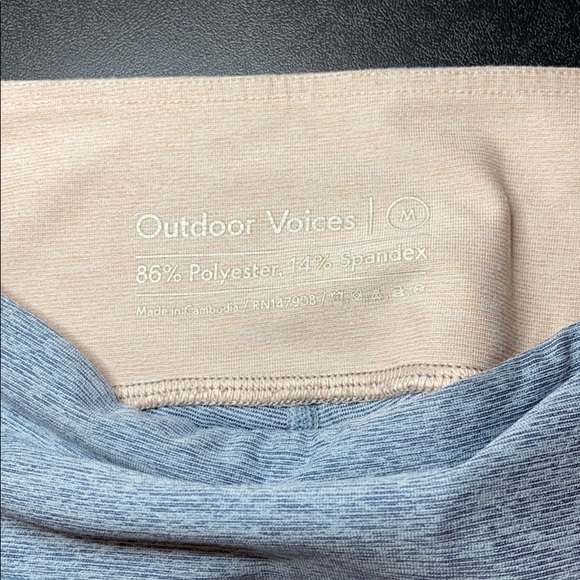 Outdoor Voices | M
86% Polyester, 14% Spandex
Made in Cambodia / RN147908 /